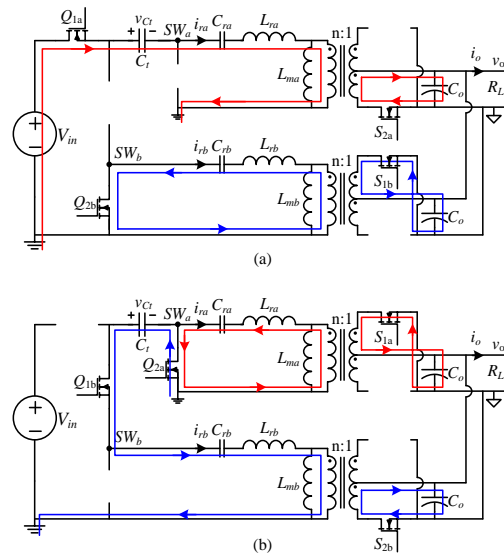 Q1a
vCt
+ −
Ct
SWa
ira
Cra
Lra
n:1
Lma
io
vo
Co
RL
S2a
+
−
Vin
SWb
irb
Crb
Lrb
n:1
Q2b
Lmb
S1b
Co
(a)
vCt
+ −
Ct
SWa
ira
Cra
Lra
n:1
S1a
Q2a
Lma
io
vo
Co
RL
Q1b
+
−
Vin
SWb
irb
Crb
Lrb
n:1
Lmb
Co
S2b
(b)